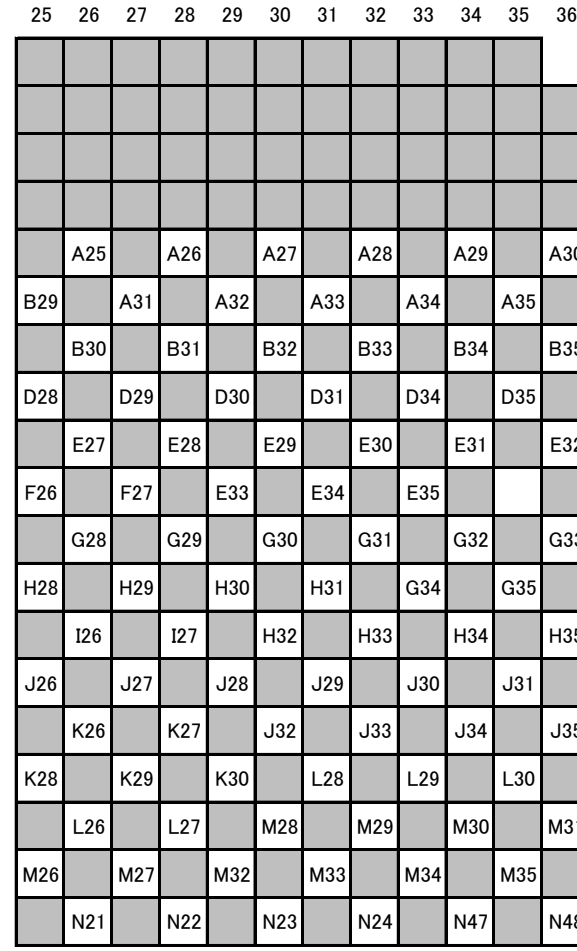 25 26 27 28 29 30 31 32 33 34 35 36
A25 A26 A27 A28 A29 A30
B29 A31 A32 A33 A34 A35
B30 B31 B32 B33 B34 B35
D28 D29 D30 D31 D34 D35
E27 E28 E29 E30 E31 E32
F26 F27 E33 E34 E35
G28 G29 G30 G31 G32 G33
H28 H29 H30 H31 G34 G35
I26 I27 H32 H33 H34 H35
J26 J27 J28 J29 J30 J31
K26 K27 J32 J33 J34 J35
K28 K29 K30 L28 L29 L30
L26 L27 M28 M29 M30 M31
M26 M27 M32 M33 M34 M35
N21 N22 N23 N24 N47 N48